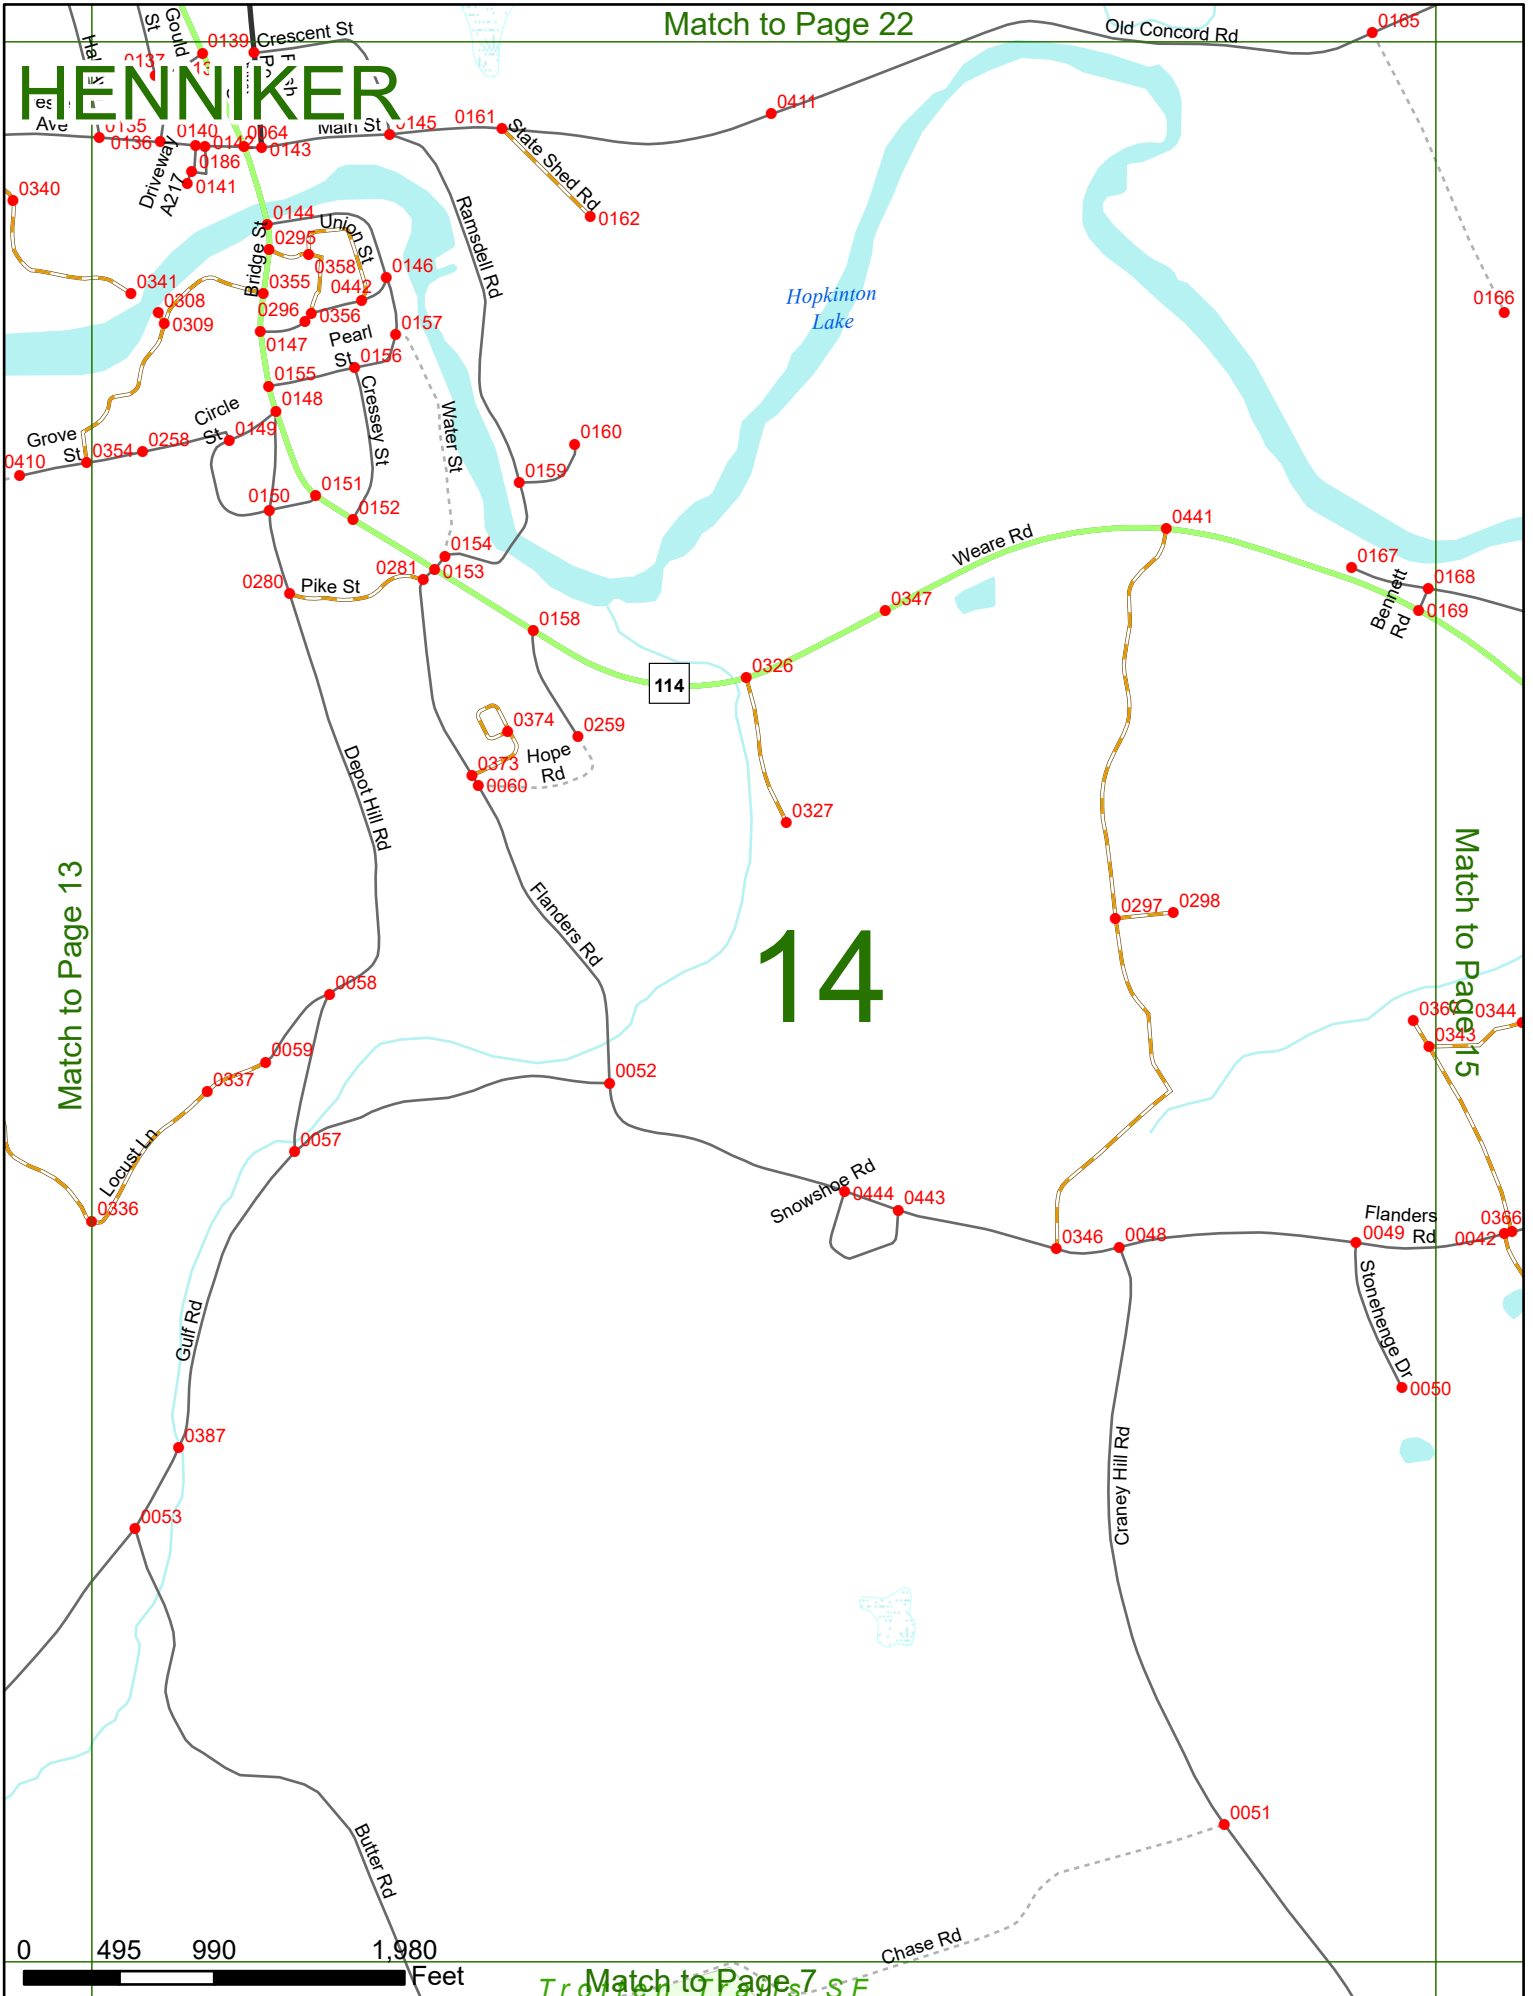 Match to Page 22
HENNIKER
St
Gould
0139
Crescent St
Old Concord Rd
0165
0137
Ave
0135
0136
0140
0064
0143
Main St
0145
0161
0411
State Shed Rd
0162
Driveway
A217
0186
0141
0340
0144
Union St
0295
Bridge St
0358
0146
Ramsdell Rd
0341
0355
0442
0308
0309
0296
0356
0147
0157
Pearl
St
0156
Hopkinton
Lake
0166
0155
0148
Circle
St
0149
Cressey St
Water St
Grove
St
0354
0258
0410
0160
0159
0151
0150
0152
0441
Weare Rd
0154
0153
0281
0280
Pike St
0167
0168
Bennett
Rd
0169
0347
0158
0326
114
0374
0259
Hope
Rd
0373
0060
0327
Depot Hill Rd
Flanders Rd
Match to Page 13
Match to Page 15
0297
0298
14
0058
0344
0343
0059
0337
0052
0057
Locust Ln
0336
Snowshoe Rd
0444
0443
0346
0048
Flanders
Rd
0049
0366
0042
Stonehenge Dr
0050
Gulf Rd
0387
Craney Hill Rd
0053
0051
Butter Rd
Chase Rd
0 495 990 1,980
Feet
Match to Page 7